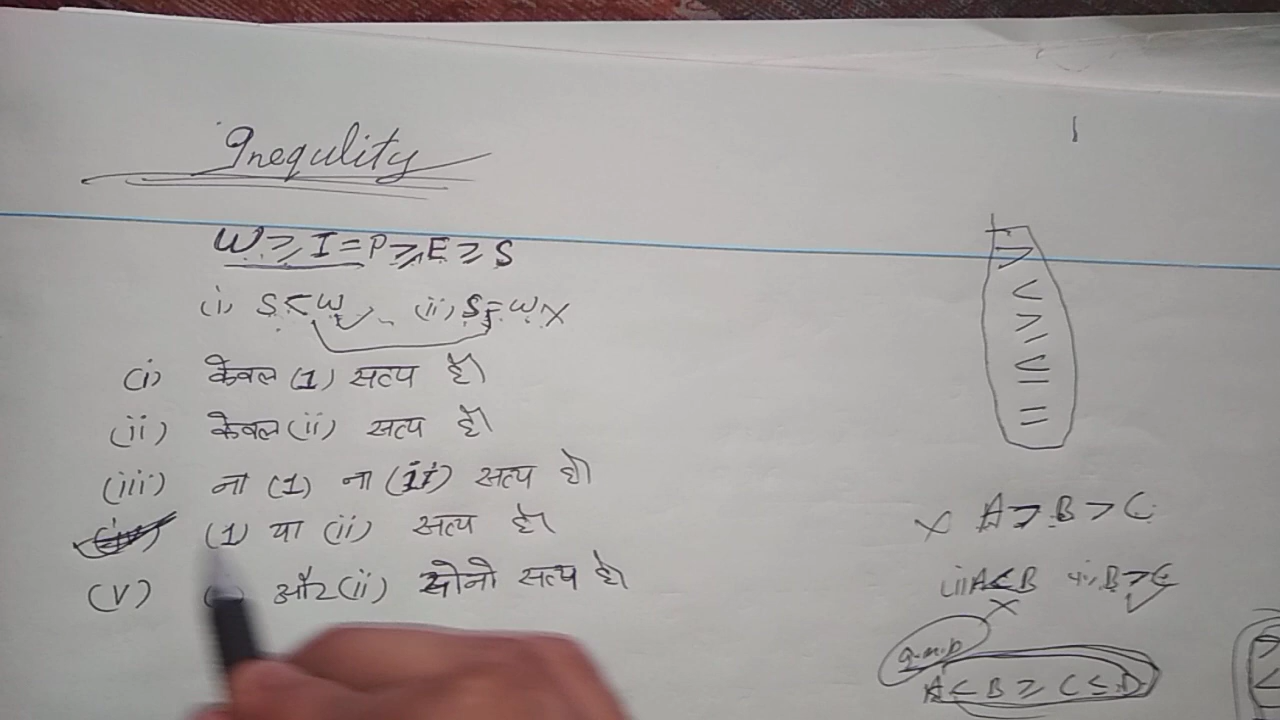 Inequlity
W ≥ I = P ≥ E ≥ S
(i) S < W ✓ (ii) S = W ×
(i) केवल (1) सत्य है।
(ii) केवल (ii) सत्य है।
(iii) ना (1) ना (ii) सत्य है।
(iv) (1) या (ii) सत्य है।
(v) और (ii) दोनो सत्य है।
>
<
≥
≤
=
× A > B > C
A < B × B > C ✓
A < B ≥ C ≤ D